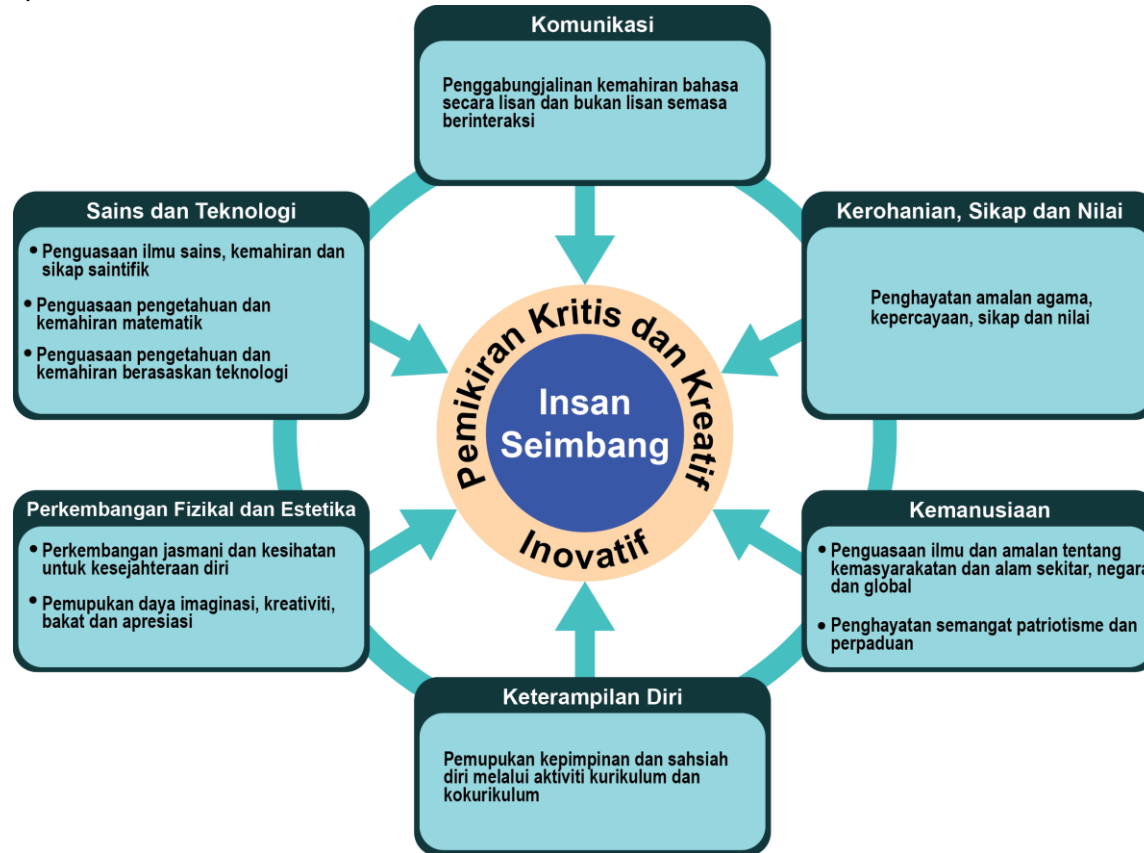 Komunikasi
Penggabungjalinan kemahiran bahasa
secara lisan dan bukan lisan semasa
berinteraksi
Sains dan Teknologi
• Penguasaan ilmu sains, kemahiran dan
sikap saintifik
• Penguasaan pengetahuan dan
kemahiran matematik
• Penguasaan pengetahuan dan
kemahiran berasaskan teknologi
Kerohanian, Sikap dan Nilai
Penghayatan amalan agama,
kepercayaan, sikap dan nilai
Pemikiran Kritis dan Kreatif
Insan
Seimbang
Inovatif
Perkembangan Fizikal dan Estetika
• Perkembangan jasmani dan kesihatan
untuk kesejahteraan diri
• Pemupukan daya imaginasi, kreativiti,
bakat dan apresiasi
Kemanusiaan
• Penguasaan ilmu dan amalan tentang
kemasyarakatan dan alam sekitar, negara
dan global
• Penghayatan semangat patriotisme dan
perpaduan
Keterampilan Diri
Pemupukan kepimpinan dan sahsiah
diri melalui aktiviti kurikulum dan
kokurikulum